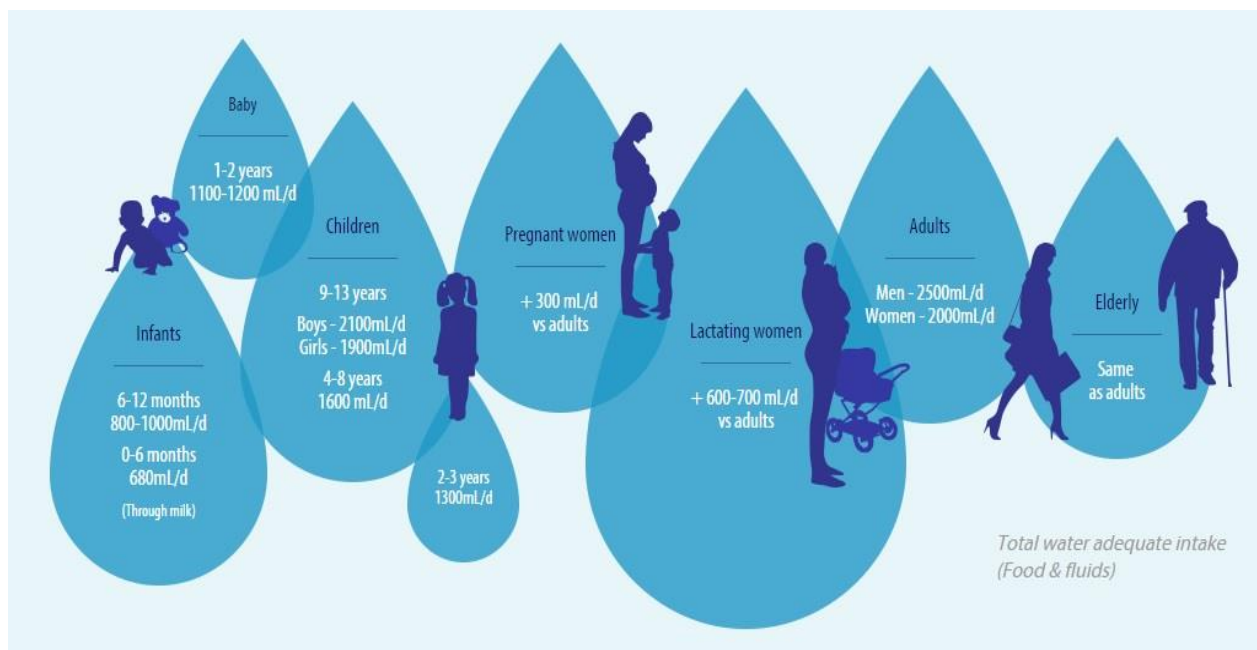 Baby
1-2 years
1100-1200 mL/d
Infants
6-12 months
800-1000mL/d
0-6 months
680mL/d
(Through milk)
Children
9-13 years
Boys - 2100mL/d
Girls - 1900mL/d
4-8 years
1600 mL/d
2-3 years
1300mL/d
Pregnant women
+ 300 mL/d
vs adults
Lactating women
+ 600-700 mL/d
vs adults
Adults
Men - 2500mL/d
Women - 2000mL/d
Elderly
Same
as adults
Total water adequate intake
(Food & fluids)